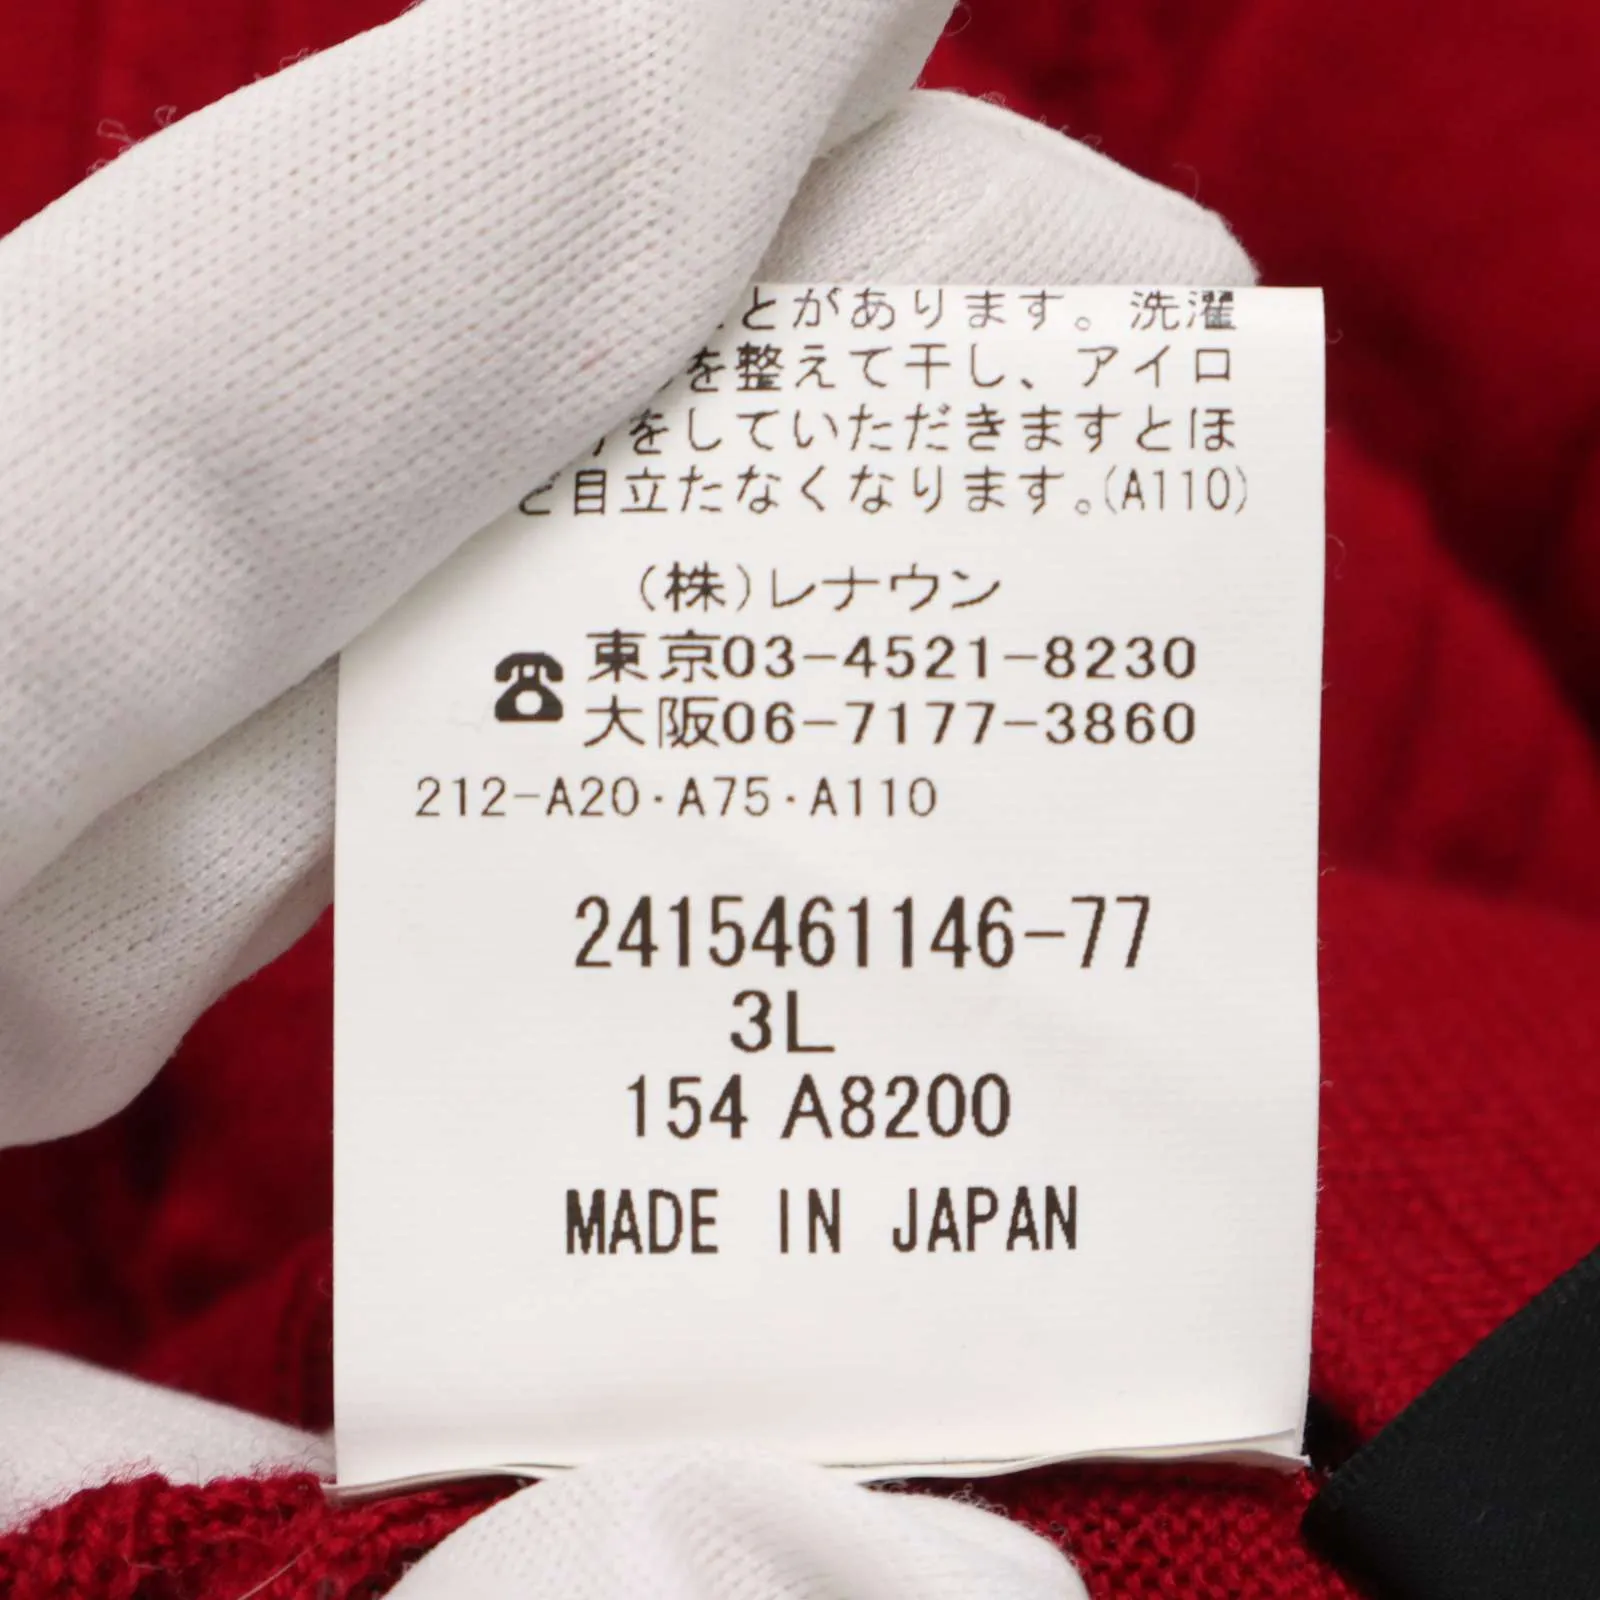 とがあります。洗濯
を整えて干し、アイロ
をしていただきますとほ
ど目立たなくなります。(A110)
(株)レナウン
東京03-4521-8230
大阪06-7177-3860
212-A20・A75・A110
2415461146-77
3L
154 A8200
MADE IN JAPAN